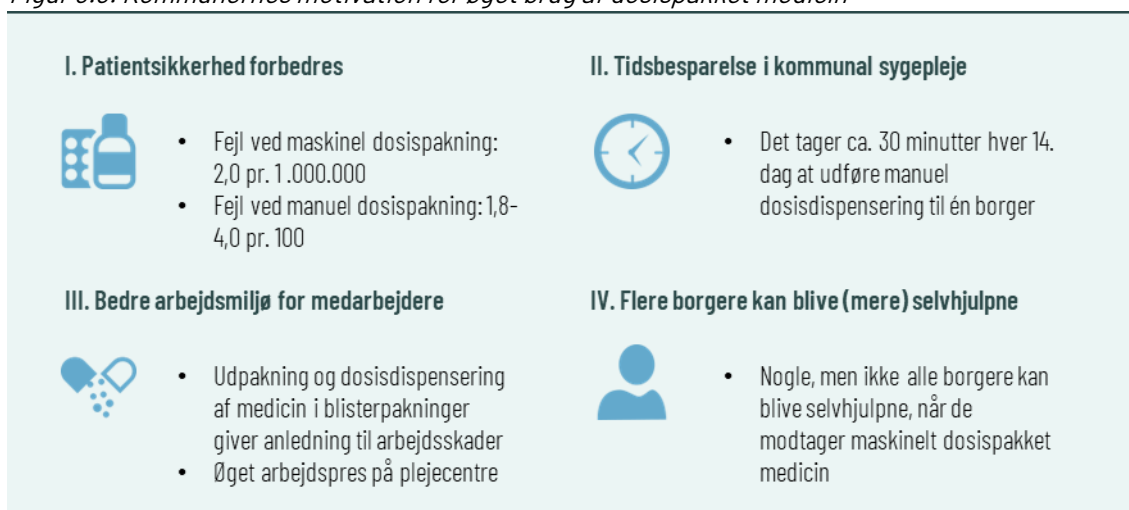 I. Patientsikkerhed forbedres
• Fejl ved maskinel dosispakning:
2,0 pr. 1 .000.000
• Fejl ved manuel dosispakning: 1,8-
4,0 pr. 100
II. Tidsbesparelse i kommunal sygepleje
• Det tager ca. 30 minutter hver 14.
dag at udføre manuel
dosisdispensering til én borger
III. Bedre arbejdsmiljø for medarbejdere
• Udpakning og dosisdispensering
af medicin i blisterpakninger
giver anledning til arbejdsskader
• Øget arbejdspres på plejecentre
IV. Flere borgere kan blive (mere) selvhjulpne
• Nogle, men ikke alle borgere kan
blive selvhjulpne, når de
modtager maskinelt dosispakket
medicin